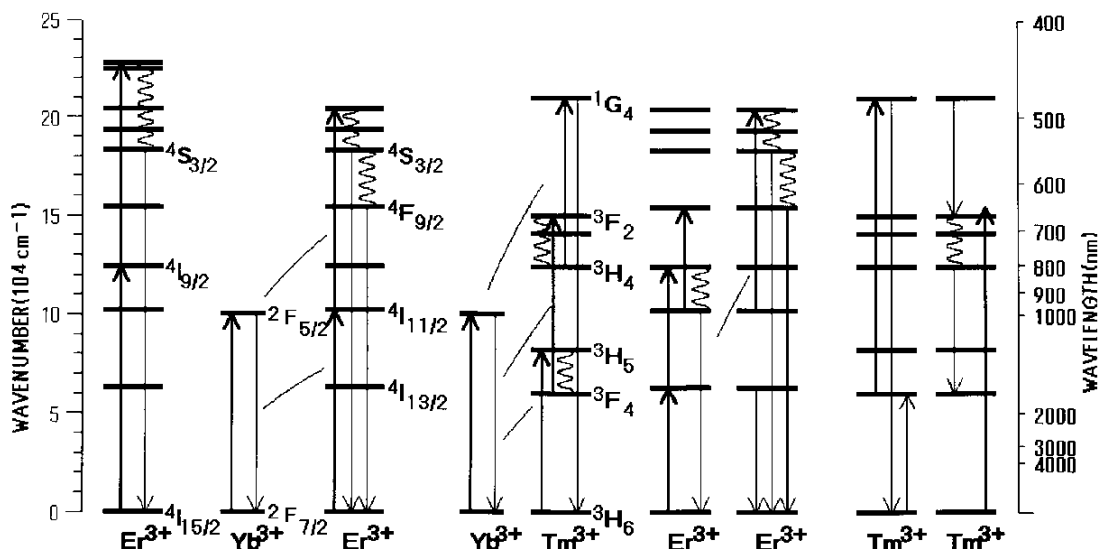 WAVENUMBER(10⁴ cm⁻¹)
25
20
15
10
5
0
⁴S₃/₂
⁴I₉/₂
⁴I₁₅/₂
Er³⁺
²F₅/₂
²F₇/₂
Yb³⁺
⁴S₃/₂
⁴F₉/₂
⁴I₁₁/₂
⁴I₁₃/₂
Er³⁺
Yb³⁺
¹G₄
³F₂
³H₄
³H₅
³F₄
³H₆
Tm³⁺
Er³⁺
Er³⁺
Tm³⁺
Tm³⁺
400
500
600
700
800
900
1000
2000
3000
4000
WAVELENGTH(nm)